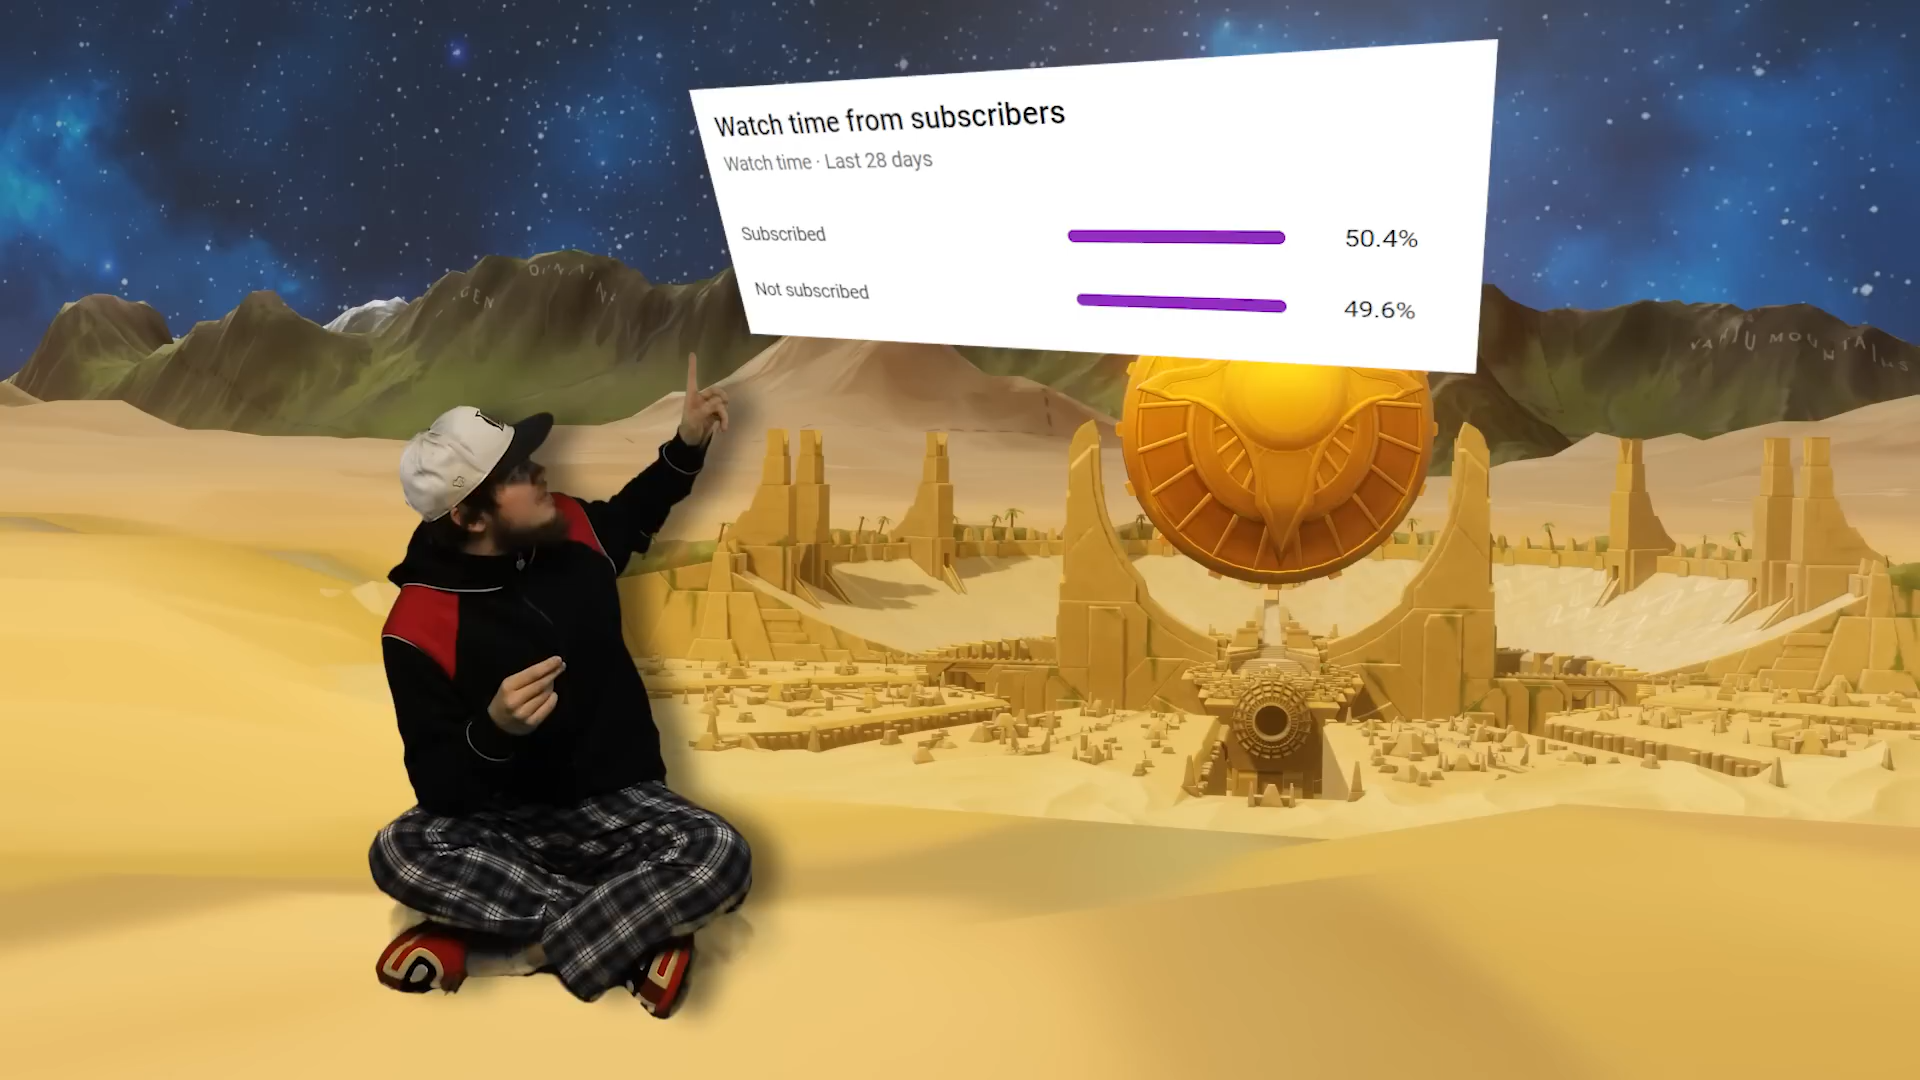 Watch time from subscribers
Watch time · Last 28 days
Subscribed 50.4%
Not subscribed 49.6%